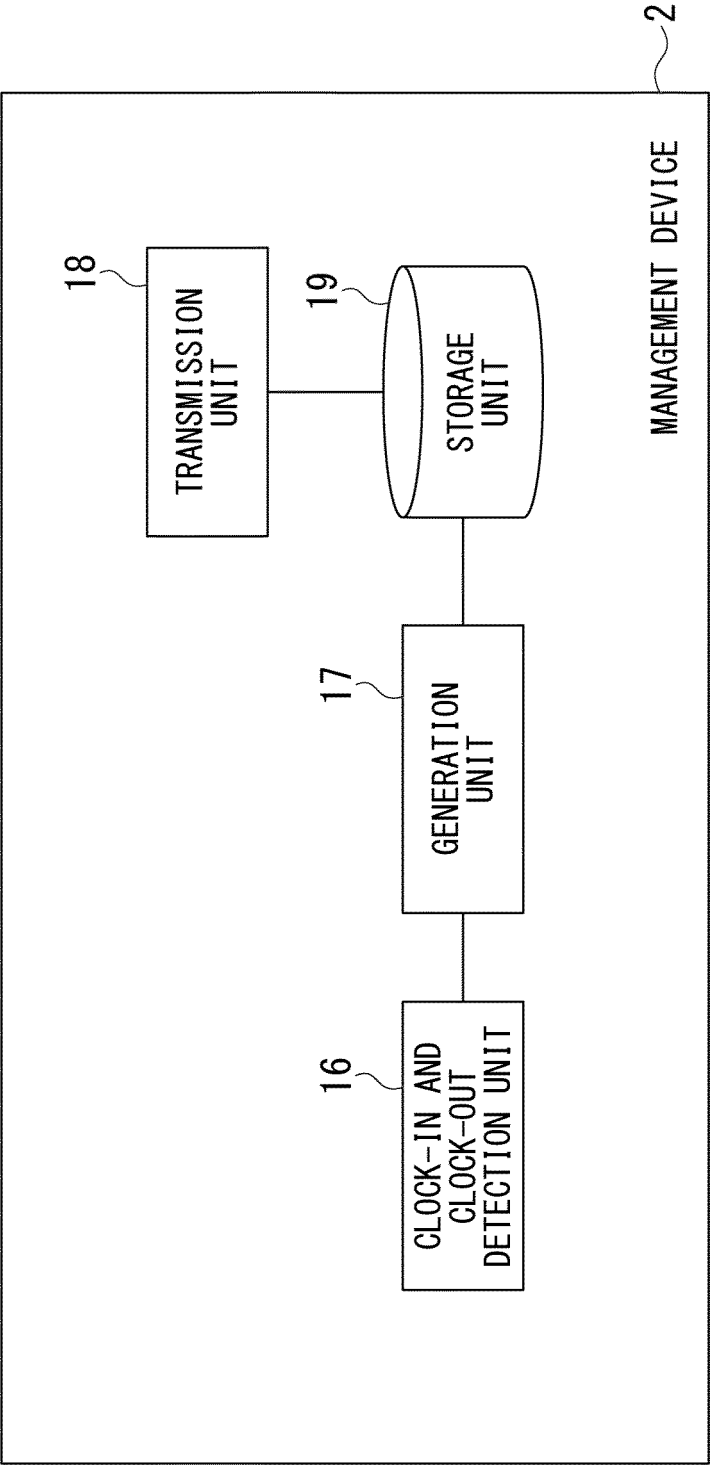 2
MANAGEMENT DEVICE
18
TRANSMISSION
UNIT
16
CLOCK-IN AND
CLOCK-OUT
DETECTION UNIT
17
GENERATION
UNIT
19
STORAGE
UNIT